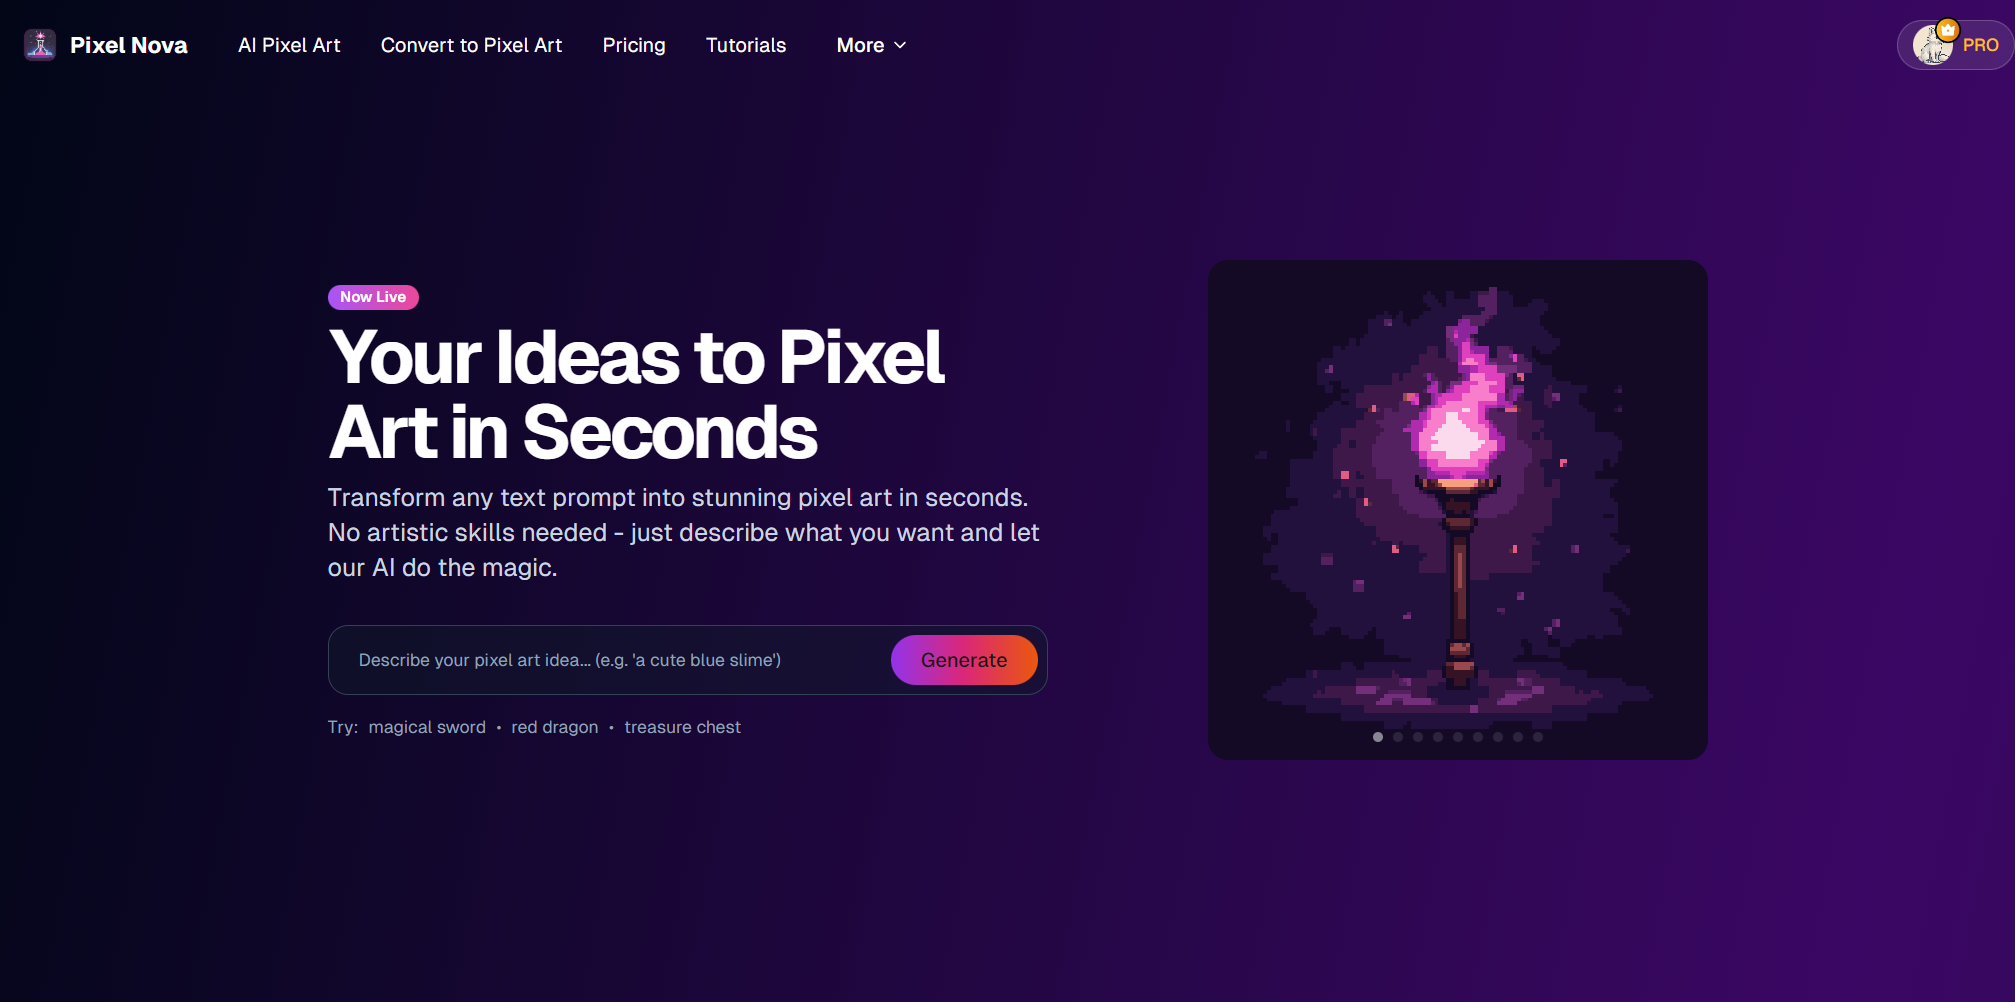 Pixel Nova
AI Pixel Art
Convert to Pixel Art
Pricing
Tutorials
More
PRO
Now Live
Your Ideas to Pixel
Art in Seconds
Transform any text prompt into stunning pixel art in seconds.
No artistic skills needed - just describe what you want and let
our AI do the magic.
Describe your pixel art idea... (e.g. 'a cute blue slime')
Generate
Try: magical sword • red dragon • treasure chest